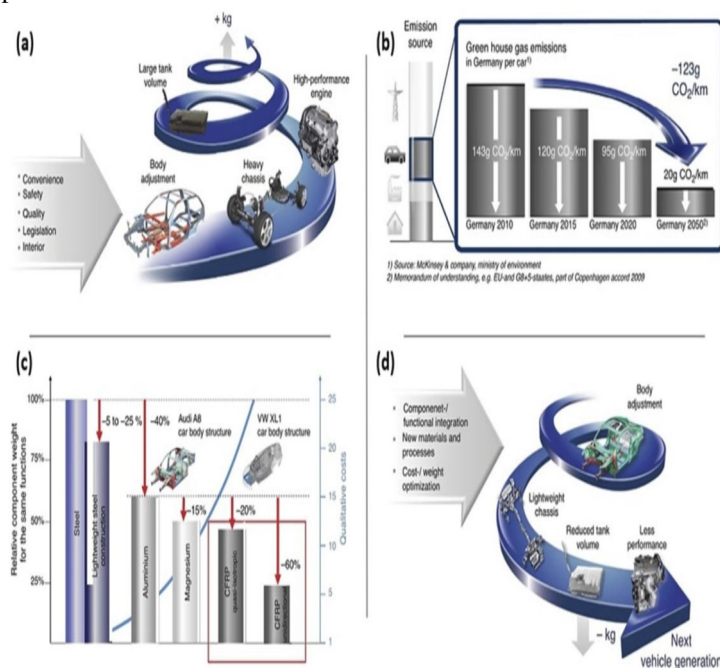 (a)
+ kg
Large tank
volume
High-performance
engine
Body
adjustment
Heavy
chassis
* Convenience
• Safety
• Quality
• Legislation
• Interior
(b)
Emission
source
Green house gas emissions
in Germany per car1)
–123g
CO2/km
143g CO2/km
120g CO2/km
95g CO2/km
20g CO2/km
Germany 2010
Germany 2015
Germany 2020
Germany 20502)
1) Source: McKinsey & company, ministry of environment
2) Memorandum of understanding, e.g. EU-and G8+5-staates, part of Copenhagen accord 2009
(c)
Relative component weight
for the same functions
100%
75%
50%
25%
Steel
Lightweight steel
construction
–5 to –25 %
–40%
Aluminium
Audi A8
car body structure
–15%
Magnesium
VW XL1
car body structure
–20%
CFRP
quasi-isotropic
–60%
CFRP
unidirectional
25
20
15
10
5
1
Qualitative costs
(d)
• Componenet-/
functional integration
• New materials and
processes
• Cost-/ weight
optimization
Body
adjustment
Lightweight
chassis
Reduced tank
volume
Less
performance
– kg
Next
vehicle generation